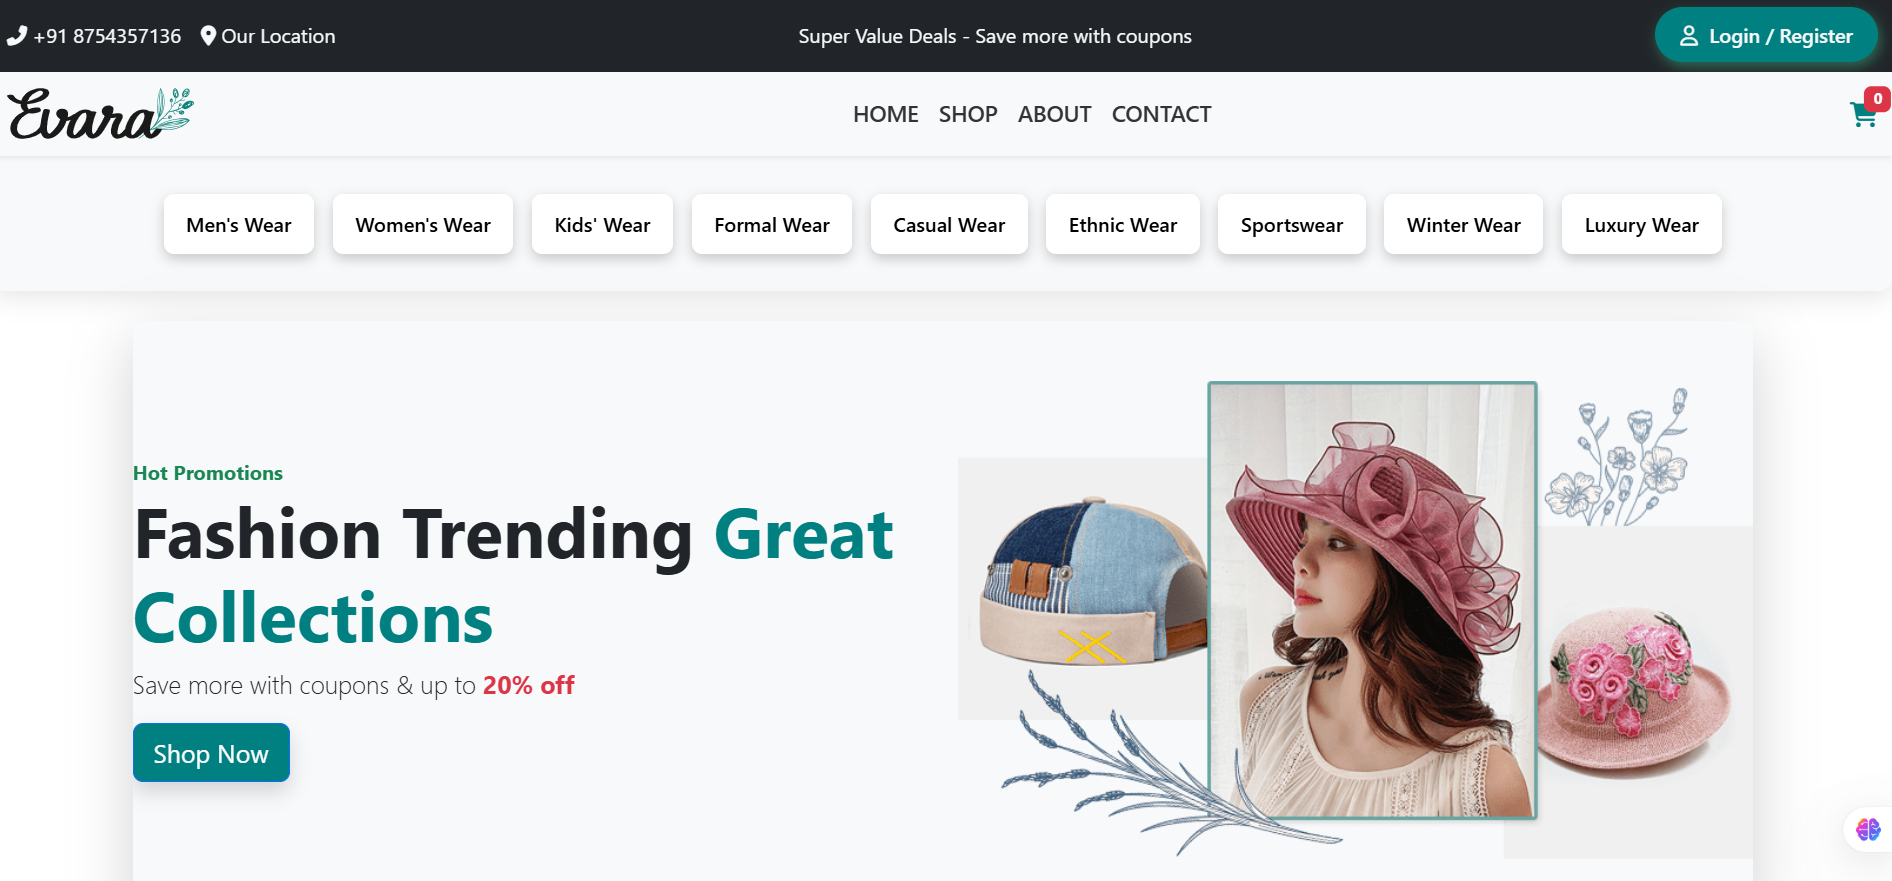 +91 8754357136 Our Location
Super Value Deals - Save more with coupons
Login / Register
Evara
HOME SHOP ABOUT CONTACT
0
Men's Wear
Women's Wear
Kids' Wear
Formal Wear
Casual Wear
Ethnic Wear
Sportswear
Winter Wear
Luxury Wear
Hot Promotions
Fashion Trending Great
Collections
Save more with coupons & up to 20% off
Shop Now